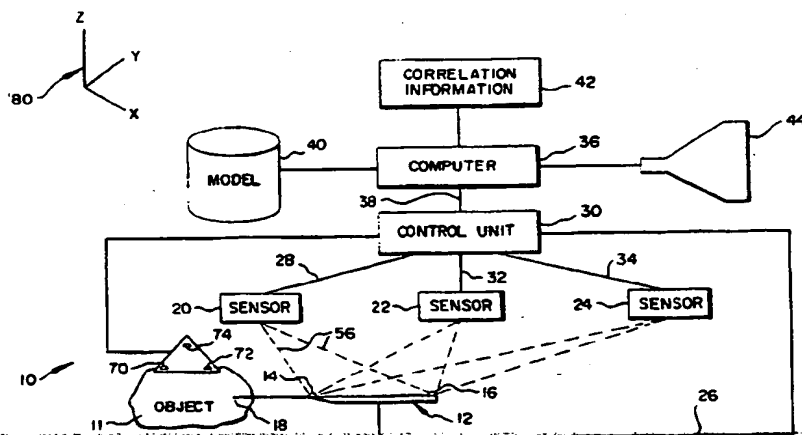 Z
Y
'80
X
CORRELATION
INFORMATION
42
44
40
36
MODEL
COMPUTER
38
30
CONTROL UNIT
28
32
34
20
SENSOR
22
SENSOR
24
SENSOR
74
56
70
72
14
16
10
26
11
OBJECT
18
12